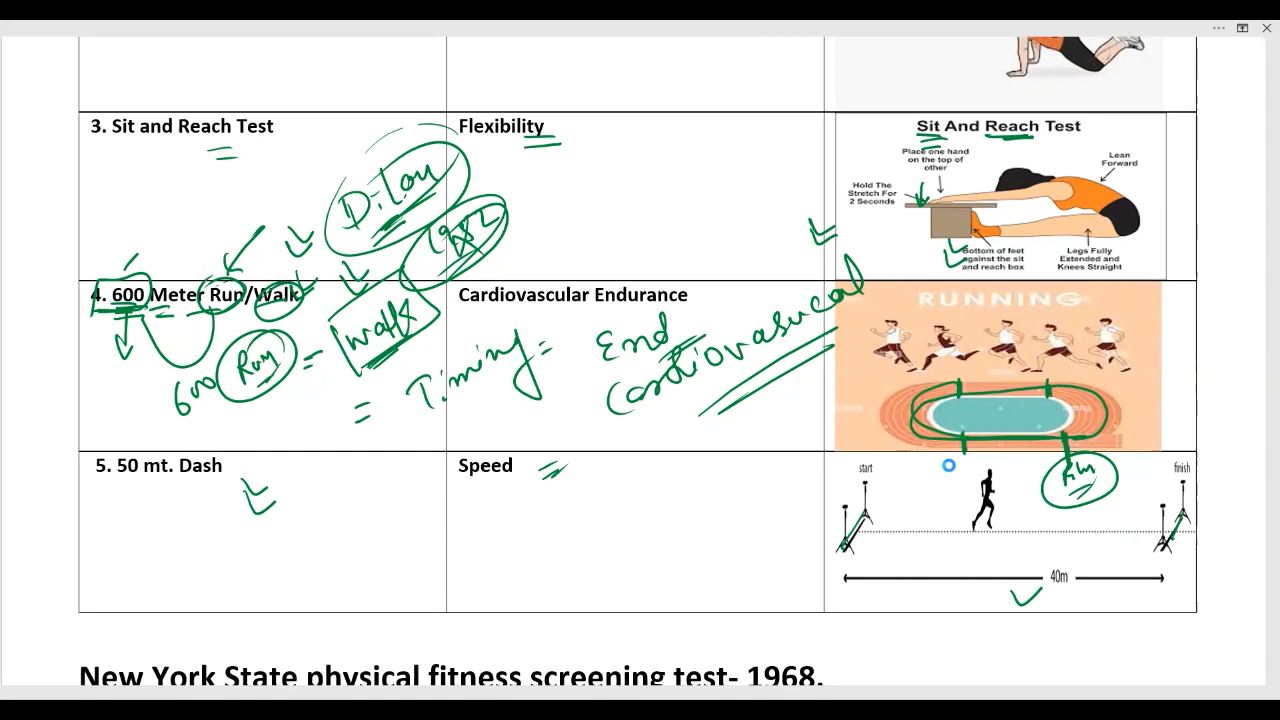 3. Sit and Reach Test
Flexibility
Sit And Reach Test
Place one hand
on the top of
other
Lean
Forward
Hold The
Stretch For
2 Seconds
Bottom of feet
against the sit
and reach box
Legs Fully
Extended and
Knees Straight
4. 600 Meter Run/Walk
Cardiovascular Endurance
RUNNING
600 Run =
Walk
= Timing =
End
Cardiovasucal
5. 50 mt. Dash
Speed
start
finish
40m
New York State physical fitness screening test- 1968.